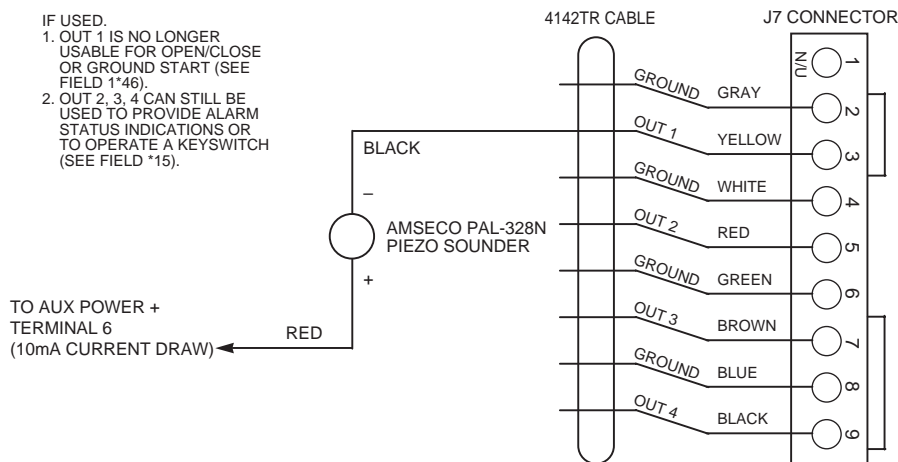 IF USED.
1. OUT 1 IS NO LONGER
USABLE FOR OPEN/CLOSE
OR GROUND START (SEE
FIELD 1*46).
2. OUT 2, 3, 4 CAN STILL BE
USED TO PROVIDE ALARM
STATUS INDICATIONS OR
TO OPERATE A KEYSWITCH
(SEE FIELD *15).
4142TR CABLE
J7 CONNECTOR
N/U
1
GROUND GRAY 2
BLACK
OUT 1 YELLOW 3
GROUND WHITE 4
–
AMSECO PAL-328N
PIEZO SOUNDER
+
OUT 2 RED 5
GROUND GREEN 6
TO AUX POWER +
TERMINAL 6
(10mA CURRENT DRAW)
RED
OUT 3 BROWN 7
GROUND BLUE 8
OUT 4 BLACK 9